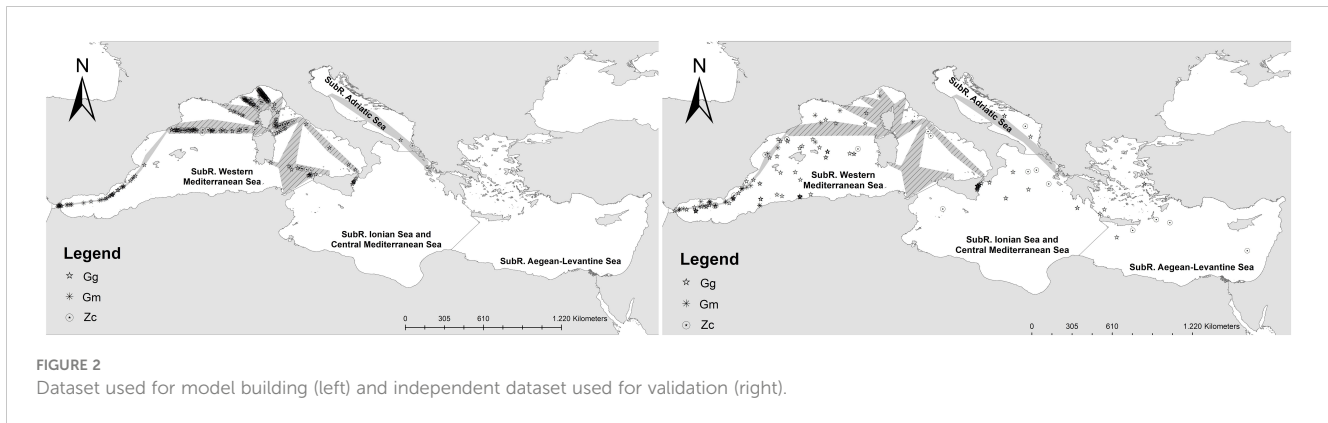 N
SubR. Adriatic Sea
SubR. Western
Mediterranean Sea.
SubR. Ionian Sea and
Central Mediterranean Sea
SubR. Aegean-Levantine Sea
Legend
Gg
Gm
Zc
0 305 610 1.220 Kilometers
N
SubR. Adriatic Sea
SubR. Western
Mediterranean Sea.
SubR. Ionian Sea and
Central Mediterranean Sea
SubR. Aegean-Levantine Sea
Legend
Gg
Gm
Zc
0 305 610 1.220 Kilometers
FIGURE 2
Dataset used for model building (left) and independent dataset used for validation (right).